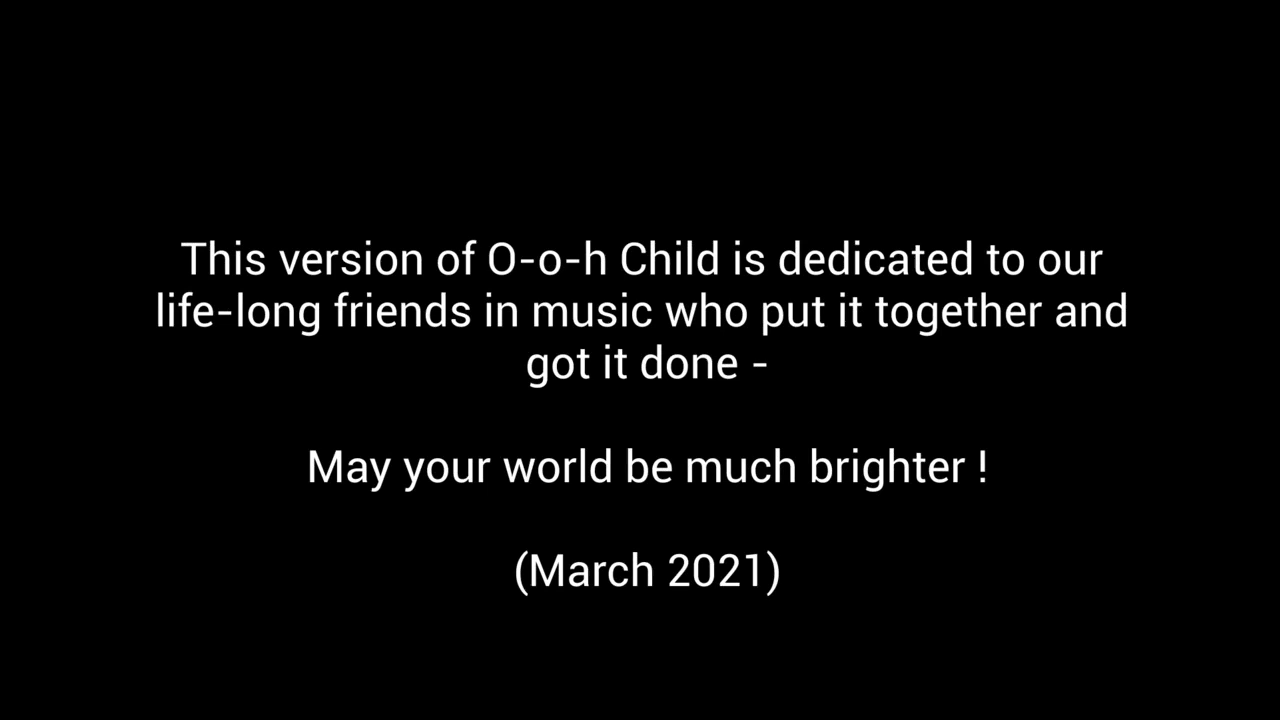 This version of O-o-h Child is dedicated to our
life-long friends in music who put it together and
got it done -
May your world be much brighter !
(March 2021)